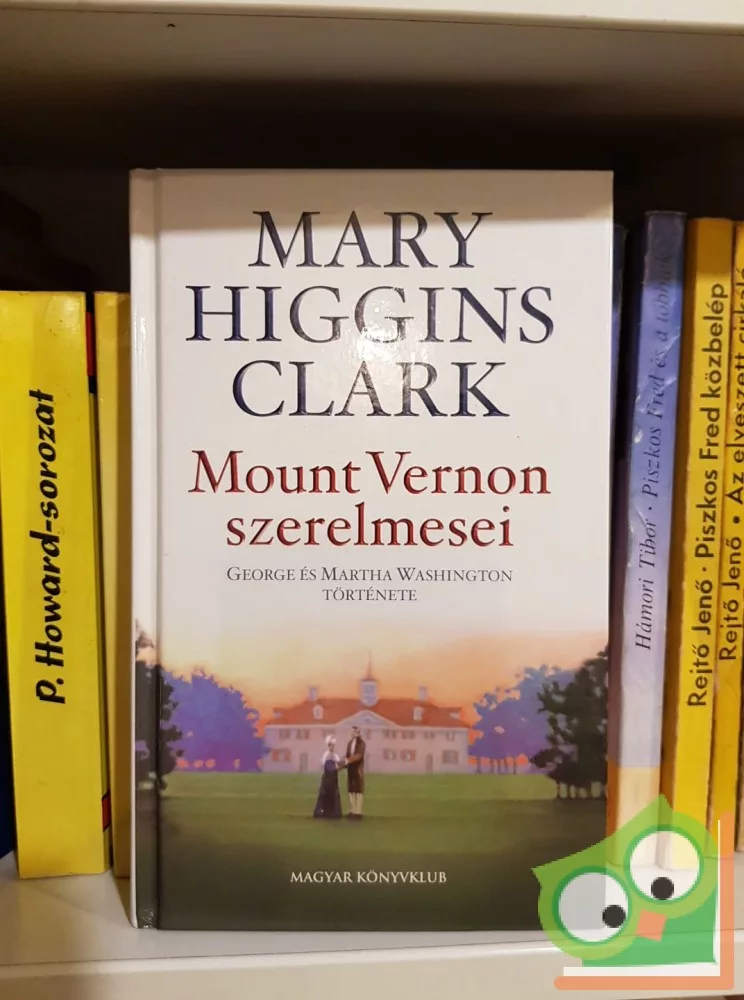 MARY
HIGGINS
CLARK
Mount Vernon
szerelmesei
GEORGE ÉS MARTHA WASHINGTON
TÖRTÉNETE
MAGYAR KÖNYVKLUB
P. Howard-sorozat
Hámori Tibor · Piszkos Fred és a többiek
Rejtő Jenő · Piszkos Fred közbelép
Rejtő Jenő · Az elveszett cirkáló